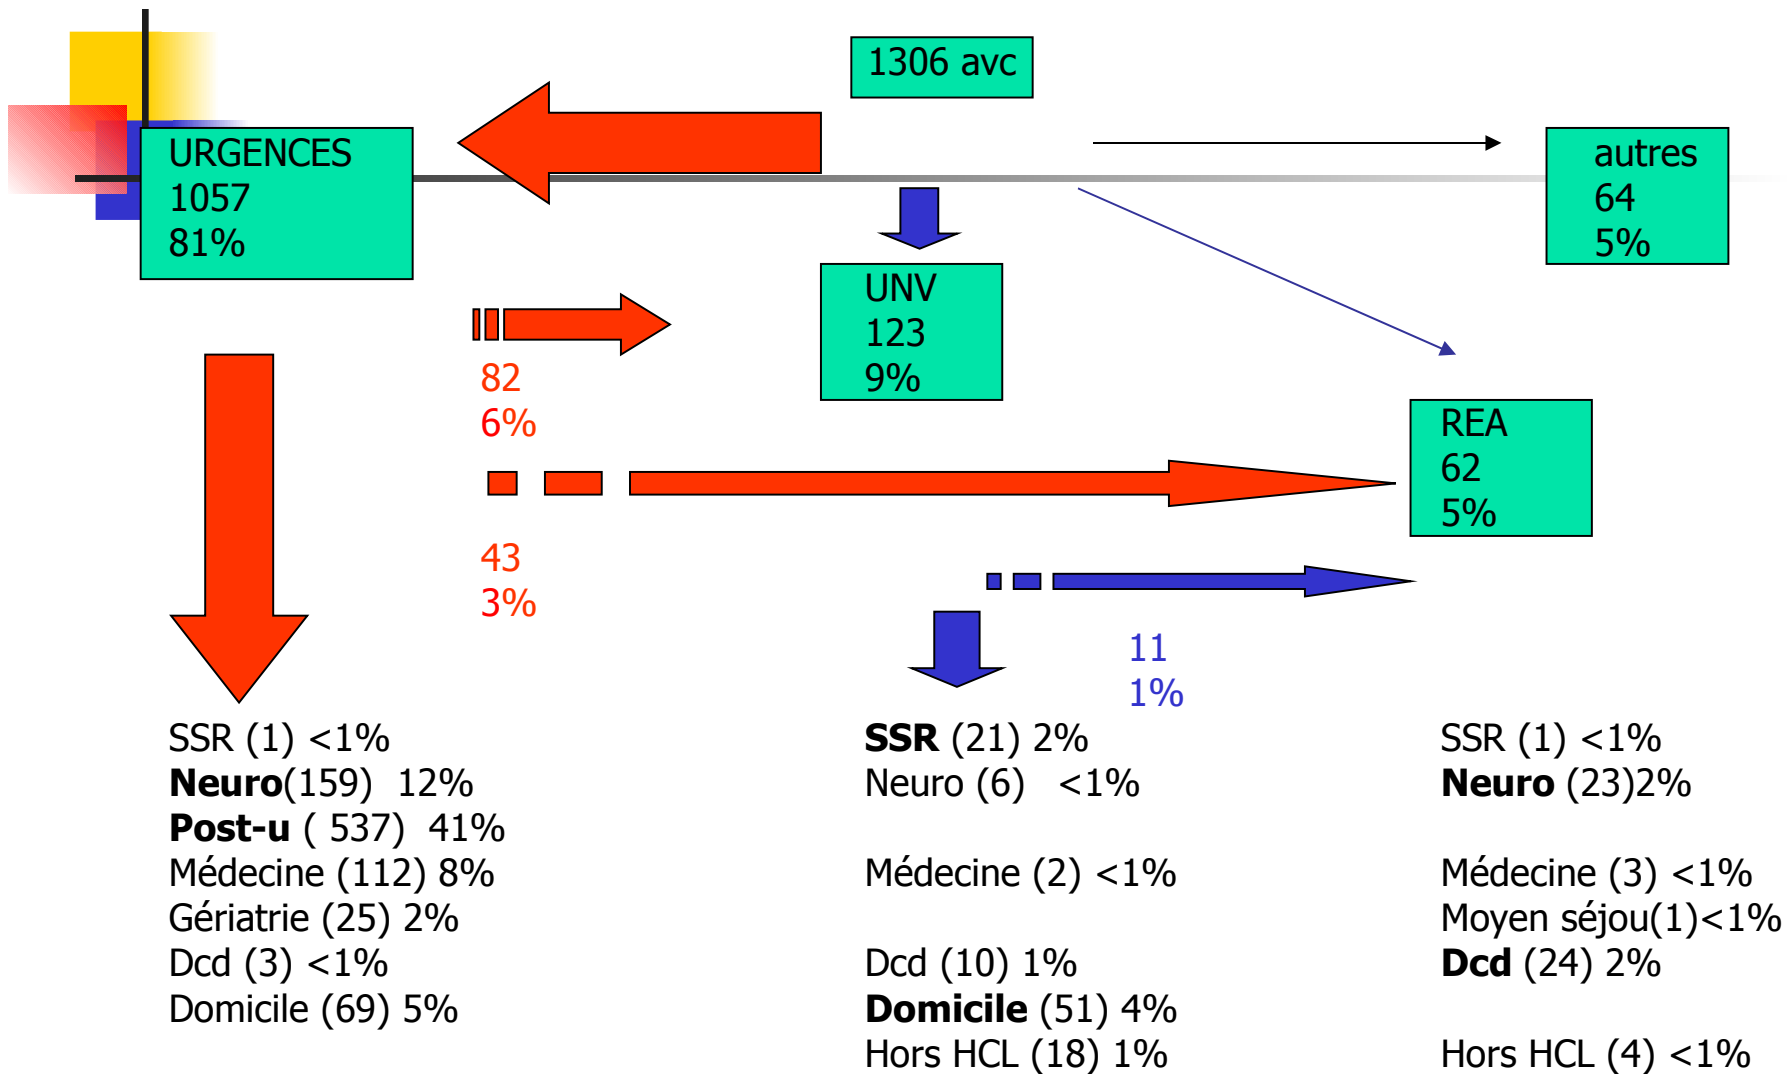 1306 avc
URGENCES
1057
81%
autres
64
5%
UNV
123
9%
82
6%
REA
62
5%
43
3%
11
1%
SSR (1) <1%
Neuro(159) 12%
Post-u ( 537) 41%
Médecine (112) 8%
Gériatrie (25) 2%
Dcd (3) <1%
Domicile (69) 5%
SSR (21) 2%
Neuro (6) <1%
Médecine (2) <1%
Dcd (10) 1%
Domicile (51) 4%
Hors HCL (18) 1%
SSR (1) <1%
Neuro (23)2%
Médecine (3) <1%
Moyen séjou(1)<1%
Dcd (24) 2%
Hors HCL (4) <1%